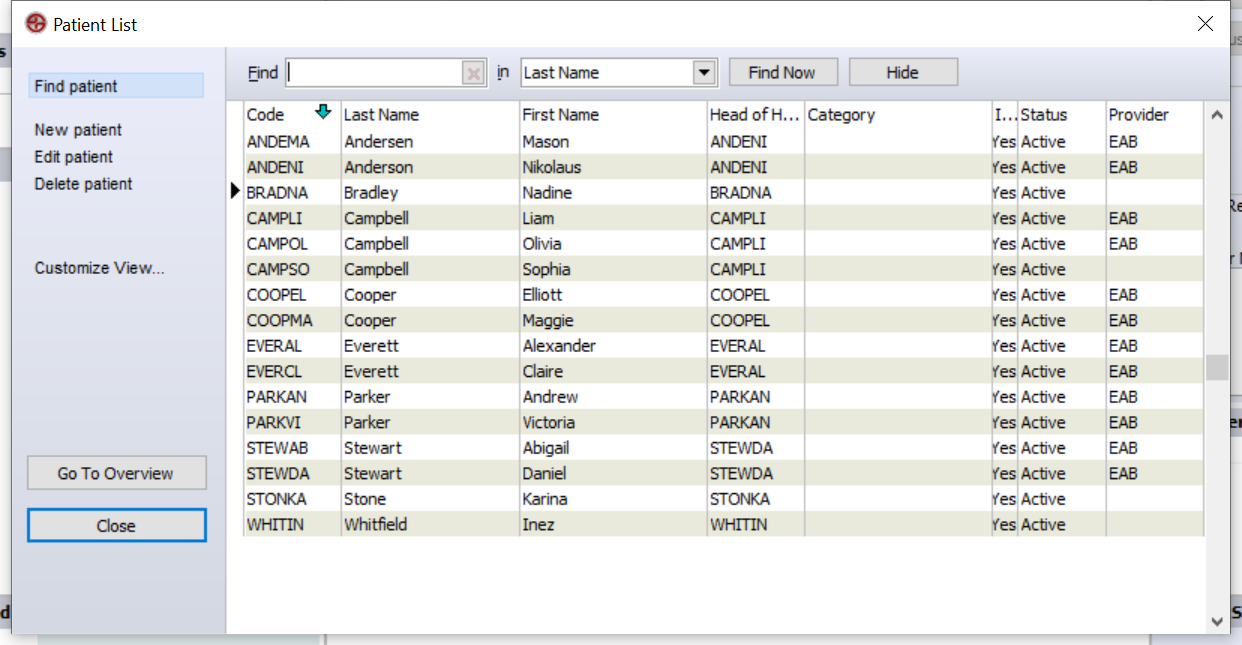 Patient List
Find patient
New patient
Edit patient
Delete patient
Customize View...
Go To Overview
Close
Find in Last Name Find Now Hide
Code Last Name First Name Head of H... Category I... Status Provider
ANDEMA Andersen Mason ANDENI Yes Active EAB
ANDENI Anderson Nikolaus ANDENI Yes Active EAB
BRADNA Bradley Nadine BRADNA Yes Active
CAMPLI Campbell Liam CAMPLI Yes Active EAB
CAMPOL Campbell Olivia CAMPLI Yes Active EAB
CAMPSO Campbell Sophia CAMPLI Yes Active
COOPEL Cooper Elliott COOPEL Yes Active EAB
COOPMA Cooper Maggie COOPEL Yes Active EAB
EVERAL Everett Alexander EVERAL Yes Active EAB
EVERCL Everett Claire EVERAL Yes Active EAB
PARKAN Parker Andrew PARKAN Yes Active EAB
PARKVI Parker Victoria PARKAN Yes Active EAB
STEWAB Stewart Abigail STEWDA Yes Active EAB
STEWDA Stewart Daniel STEWDA Yes Active EAB
STONKA Stone Karina STONKA Yes Active
WHITIN Whitfield Inez WHITIN Yes Active